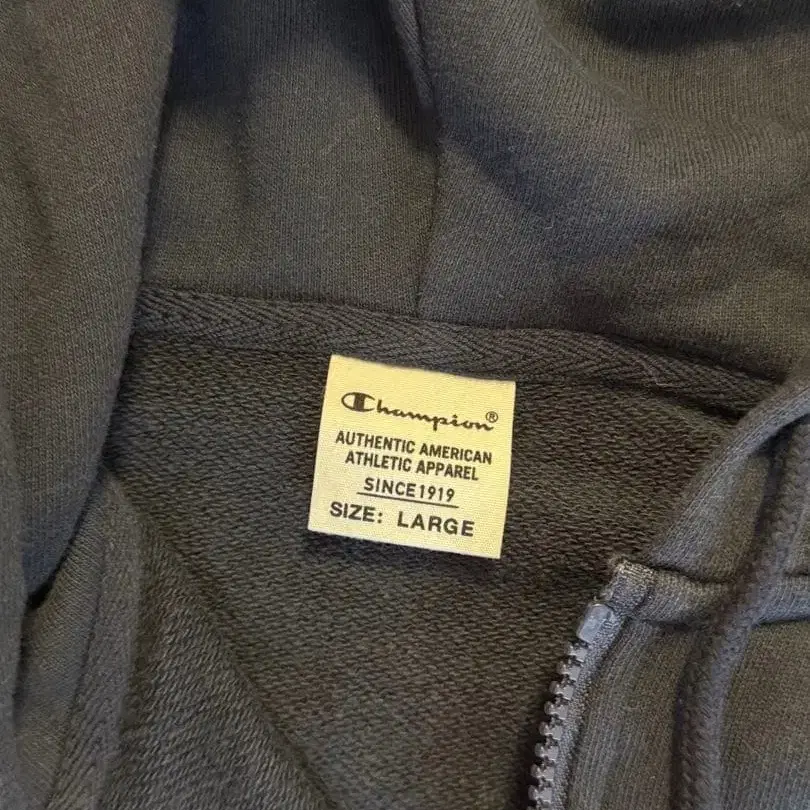 Champion®
AUTHENTIC AMERICAN
ATHLETIC APPAREL
SINCE1919
SIZE: LARGE